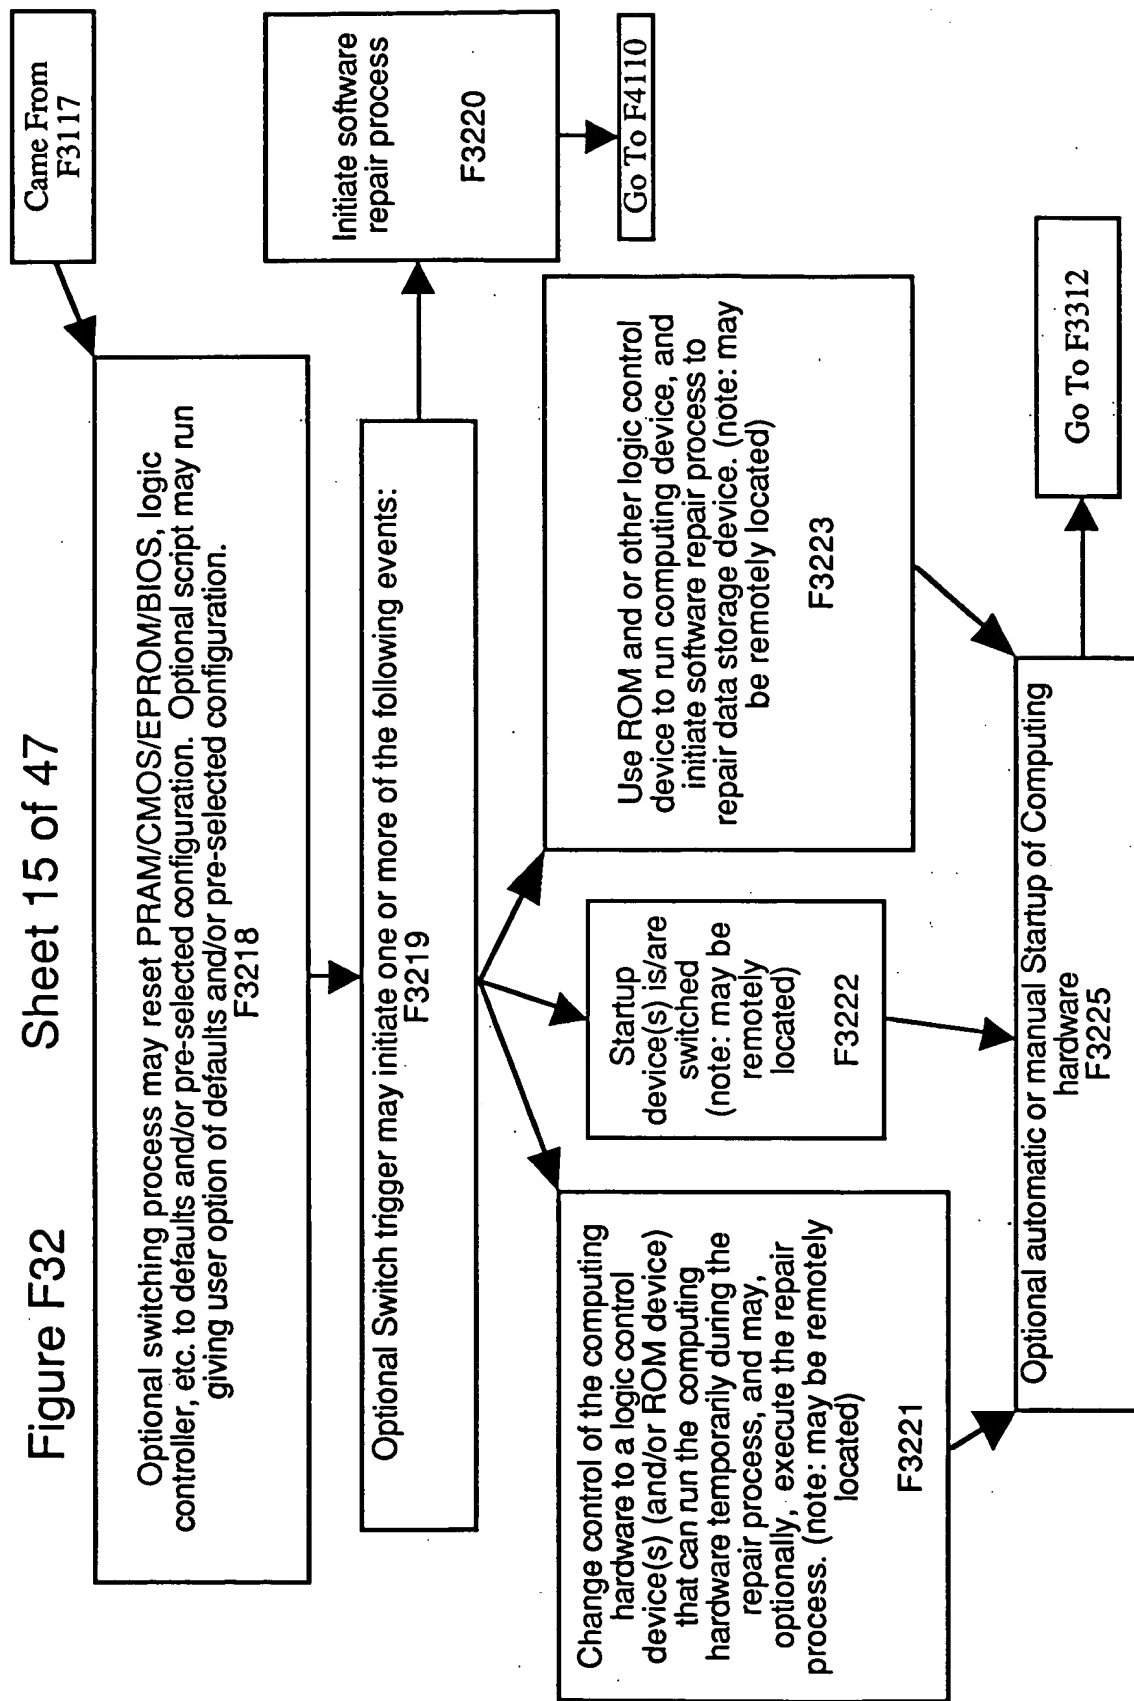 Figure F32
Sheet 15 of 47
Came From
F3117
Optional switching process may reset PRAM/CMOS/EPROM/BIOS, logic
controller, etc. to defaults and/or pre-selected configuration. Optional script may run
giving user option of defaults and/or pre-selected configuration.
F3218
Optional Switch trigger may initiate one or more of the following events:
F3219
Initiate software
repair process
F3220
Go To F4110
Change control of the computing
hardware to a logic control
device(s) (and/or ROM device)
that can run the computing
hardware temporarily during the
repair process, and may,
optionally, execute the repair
process. (note: may be remotely
located)
F3221
Startup
device(s) is/are
switched
(note: may be
remotely
located)
F3222
Use ROM and or other logic control
device to run computing device, and
initiate software repair process to
repair data storage device. (note: may
be remotely located)
F3223
Optional automatic or manual Startup of Computing
hardware
F3225
Go To F3312